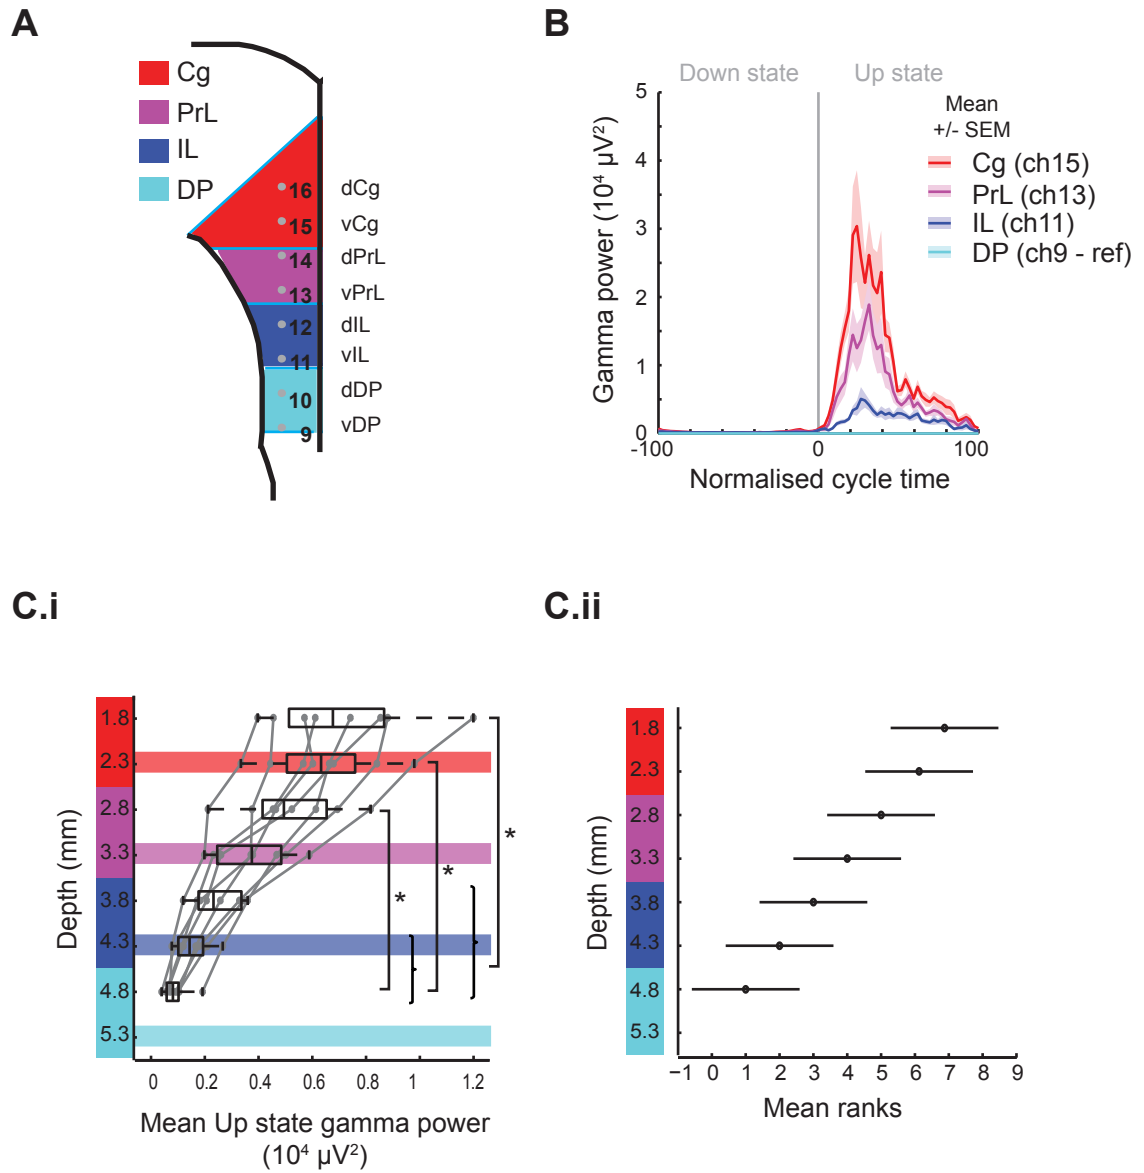 A
Cg
PrL
IL
DP
16
15
14
13
12
11
10
9
dCg
vCg
dPrL
vPrL
dIL
vIL
dDP
vDP
B
Down state
Up state
Gamma power (10⁴ µV²)
5
4
3
2
1
0
-100
0
100
Normalised cycle time
Mean
+/- SEM
Cg (ch15)
PrL (ch13)
IL (ch11)
DP (ch9 - ref)
C.i
Depth (mm)
1.8
2.3
2.8
3.3
3.8
4.3
4.8
5.3
*
*
*
0
0.2
0.4
0.6
0.8
1
1.2
Mean Up state gamma power
(10⁴ µV²)
C.ii
Depth (mm)
1.8
2.3
2.8
3.3
3.8
4.3
4.8
5.3
−1 0 1 2 3 4 5 6 7 8 9
Mean ranks